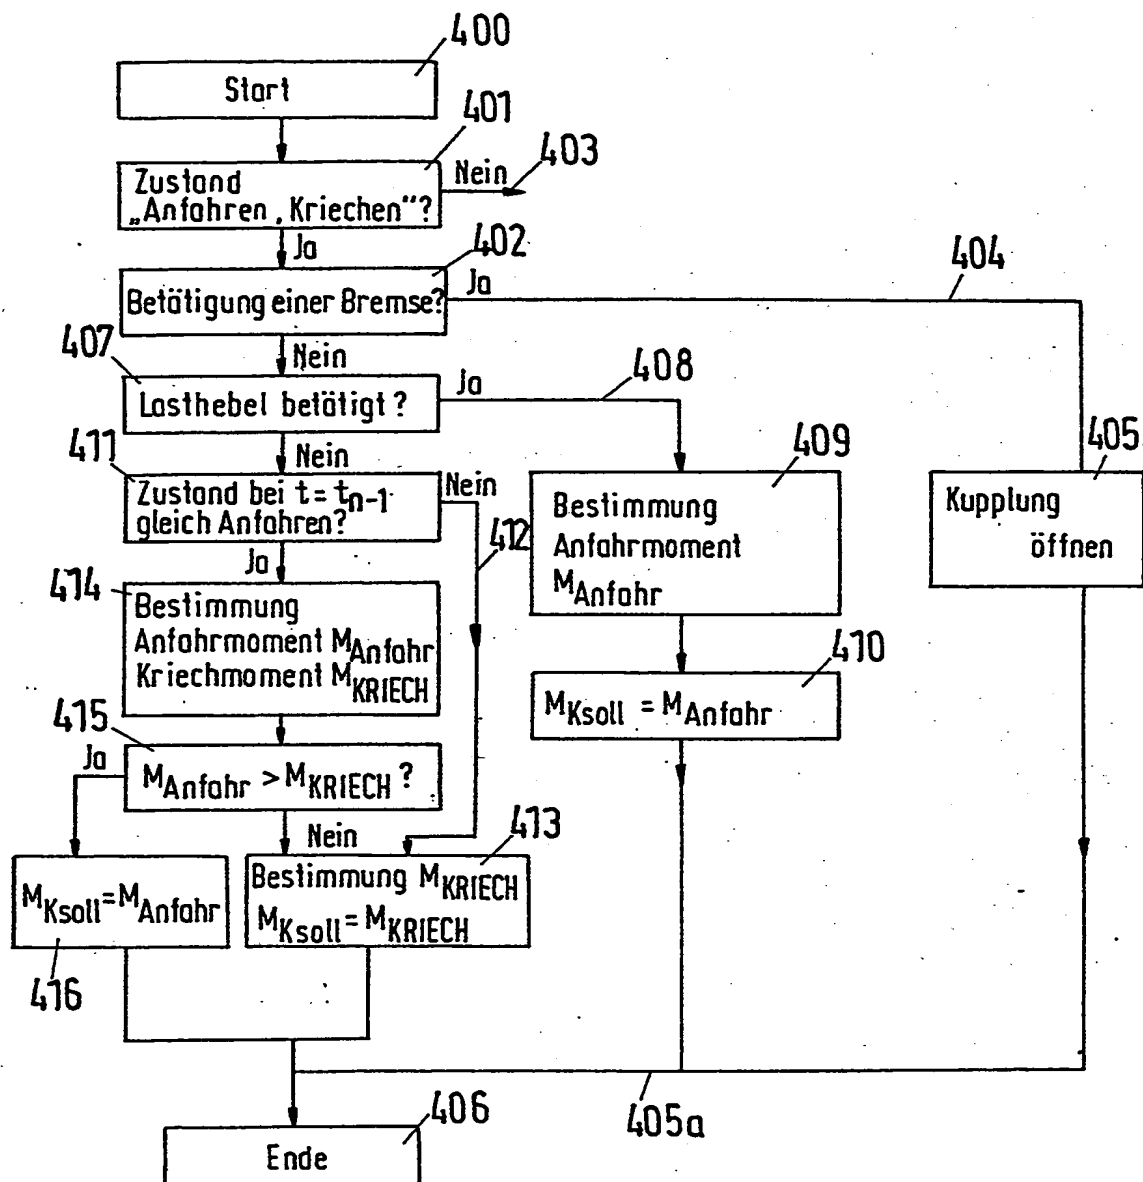 400
Start
401
Nein
403
Zustand
„Anfahren, Kriechen"?
Ja
402
404
Betätigung einer Bremse?
Ja
407
Nein
408
Lasthebel betätigt?
Ja
411
Nein
409
405
Zustand bei t = tn-1
gleich Anfahren?
Nein
412
Ja
Bestimmung
Anfahrmoment
MAnfahr
Kupplung
öffnen
414
Bestimmung
Anfahrmoment MAnfahr
Kriechmoment MKRIECH
410
MKsoll = MAnfahr
415
Ja
MAnfahr > MKRIECH ?
Nein
413
MKsoll = MAnfahr
416
Bestimmung MKRIECH
MKsoll = MKRIECH
405a
406
Ende